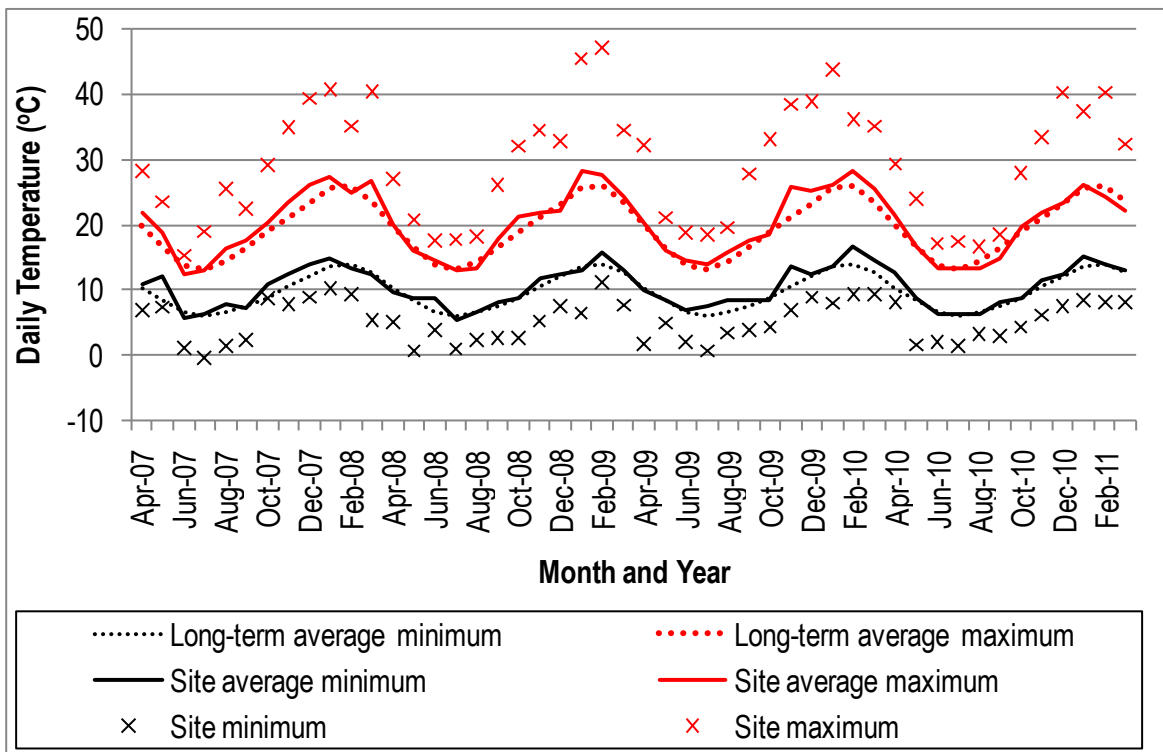 50
40
30
20
10
0
-10
Daily Temperature (ºC)
Apr-07
Jun-07
Aug-07
Oct-07
Dec-07
Feb-08
Apr-08
Jun-08
Aug-08
Oct-08
Dec-08
Feb-09
Apr-09
Jun-09
Aug-09
Oct-09
Dec-09
Feb-10
Apr-10
Jun-10
Aug-10
Oct-10
Dec-10
Feb-11
Month and Year
Long-term average minimum
Long-term average maximum
Site average minimum
Site average maximum
Site minimum
Site maximum